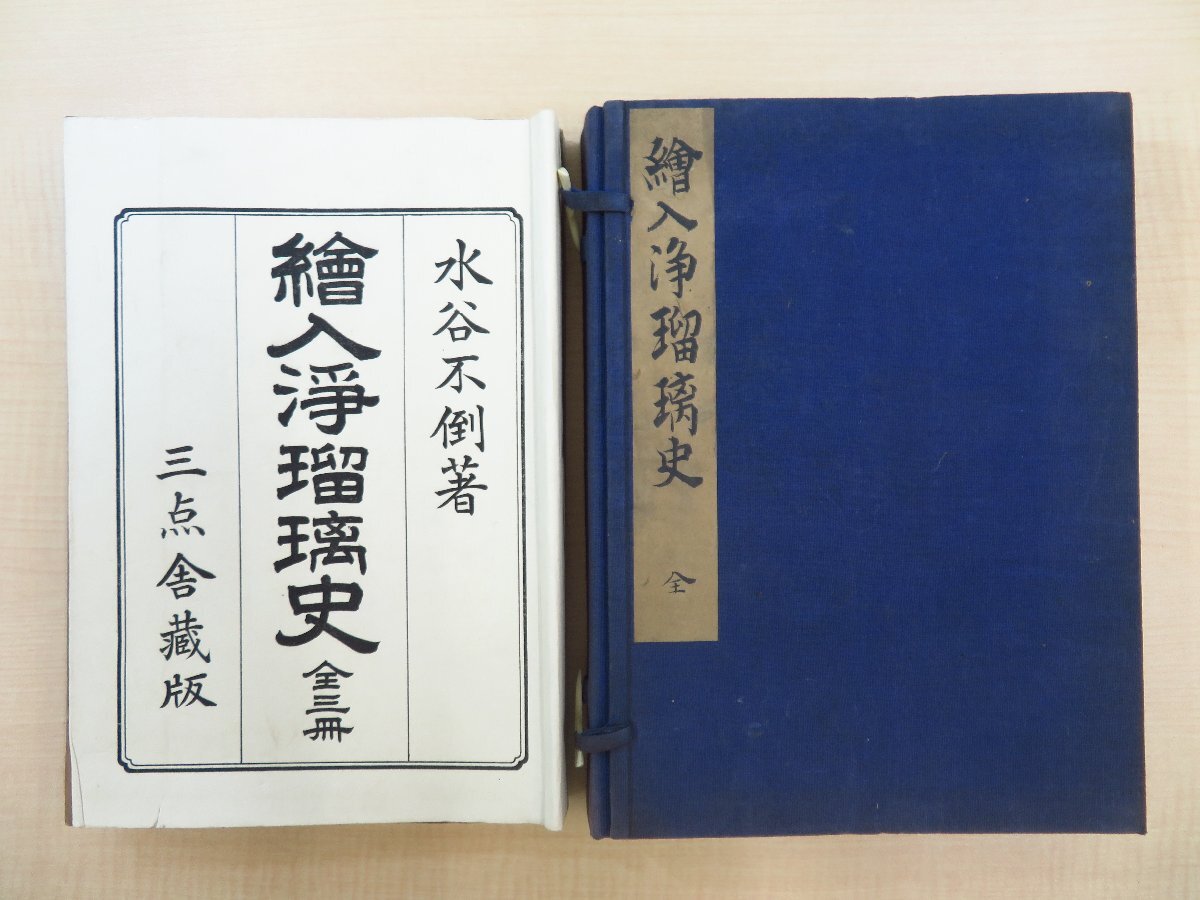 水谷不倒著
繪入淨瑠璃史 全三冊
三点舎藏版
繪入浄瑠璃史 全